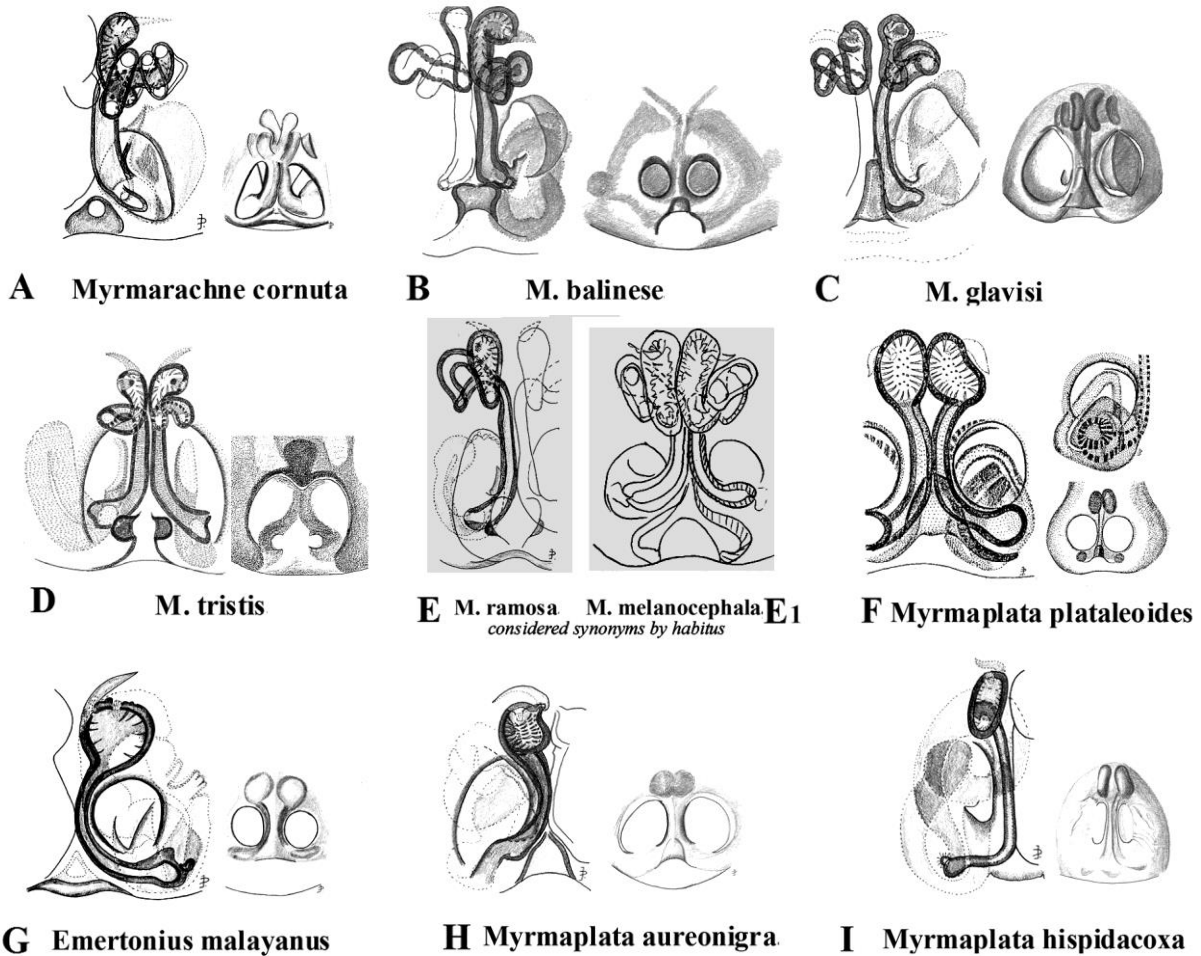 A Myrmarachne cornuta
B M. balinese
C M. glavisi
D M. tristis
E M. ramosa M. melanocephala E1
considered synonyms by habitus
F Myrmaplata plataleoides
G Emertonius malayanus
H Myrmaplata aureonigra
I Myrmaplata hispidacoxa